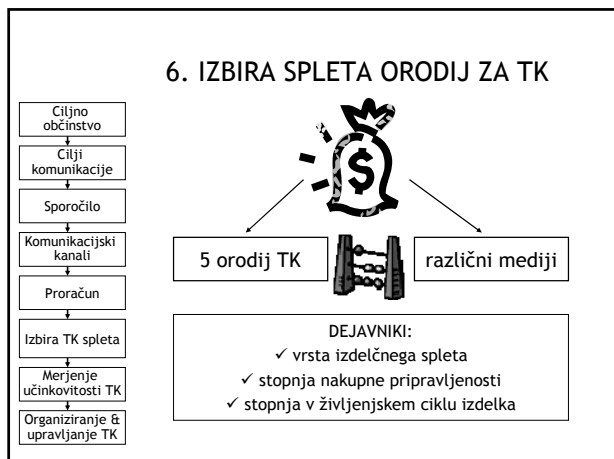 6. IZBIRA SPLETA ORODIJ ZA TK
Ciljno
občinstvo
Cilji
komunikacije
Sporočilo
Komunikacijski
kanali
Proračun
Izbira TK spleta
Merjenje
učinkovitosti TK
Organiziranje &
upravljanje TK
$
5 orodij TK
različni mediji
DEJAVNIKI:
✓ vrsta izdelčnega spleta
✓ stopnja nakupne pripravljenosti
✓ stopnja v življenjskem ciklu izdelka